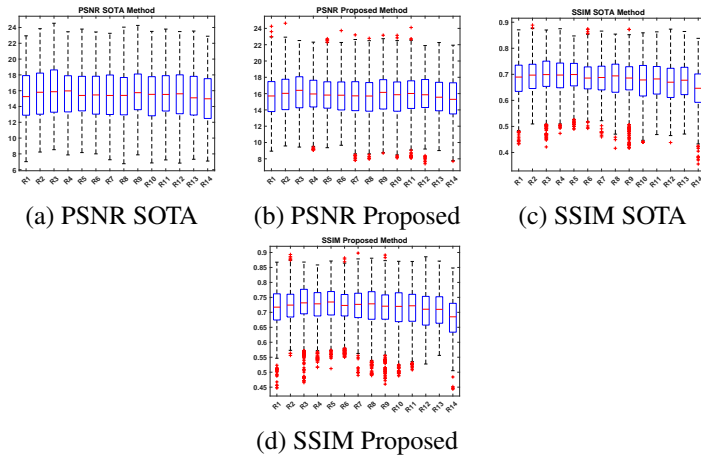 PSNR SOTA Method
24
22
20
18
16
14
12
10
8
6
R1 R2 R3 R4 R5 R6 R7 R8 R9 R10 R11 R12 R13 R14
(a) PSNR SOTA
PSNR Proposed Method
24
22
20
18
16
14
12
10
8
R1 R2 R3 R4 R5 R6 R7 R8 R9 R10 R11 R12 R13 R14
(b) PSNR Proposed
SSIM SOTA Method
0.9
0.8
0.7
0.6
0.5
0.4
R1 R2 R3 R4 R5 R6 R7 R8 R9 R10 R11 R12 R13 R14
(c) SSIM SOTA
SSIM Proposed Method
0.9
0.85
0.8
0.75
0.7
0.65
0.6
0.55
0.5
0.45
R1 R2 R3 R4 R5 R6 R7 R8 R9 R10 R11 R12 R13 R14
(d) SSIM Proposed